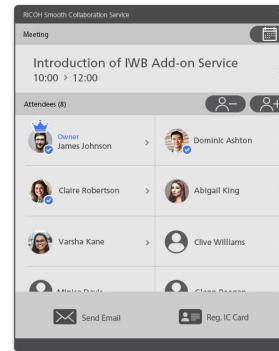 RICOH Smooth Collaboration Service
Meeting
Introduction of IWB Add-on Service
10:00 > 12:00
Attendees (8)
Owner
James Johnson
Dominic Ashton
Claire Robertson
Abigail King
Varsha Kane
Clive Williams
Send Email
Reg. IC Card